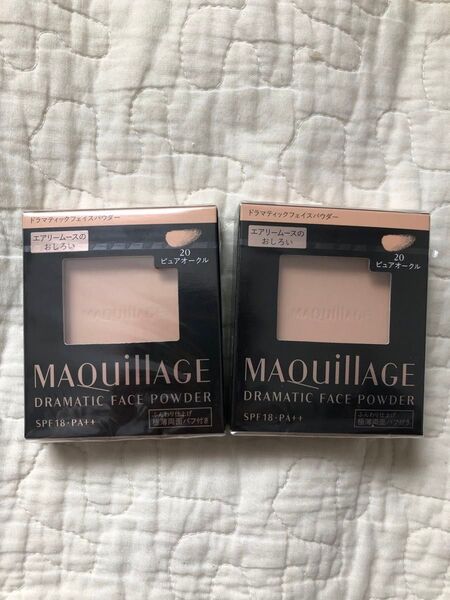 ドラマティックフェイスパウダー
エアリームースの
おしろい
20
ピュアオークル
MAQuillAGE
MAQuillAGE
DRAMATIC FACE POWDER
SPF18・PA++
ふんわり仕上げ
極薄両面パフ付き
ドラマティックフェイスパウダー
エアリームースの
おしろい
20
ピュアオークル
MAQuillAGE
MAQuillAGE
DRAMATIC FACE POWDER
SPF18・PA++
ふんわり仕上げ
極薄両面パフ付き